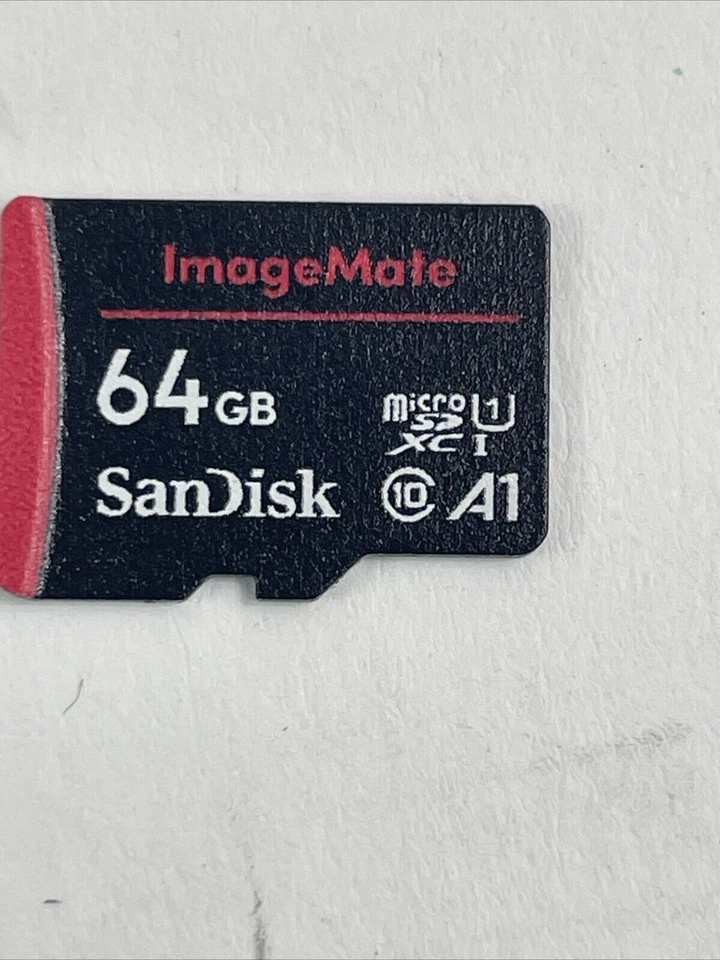 ImageMate
64GB
micro SD XC I U1
SanDisk
10 A1